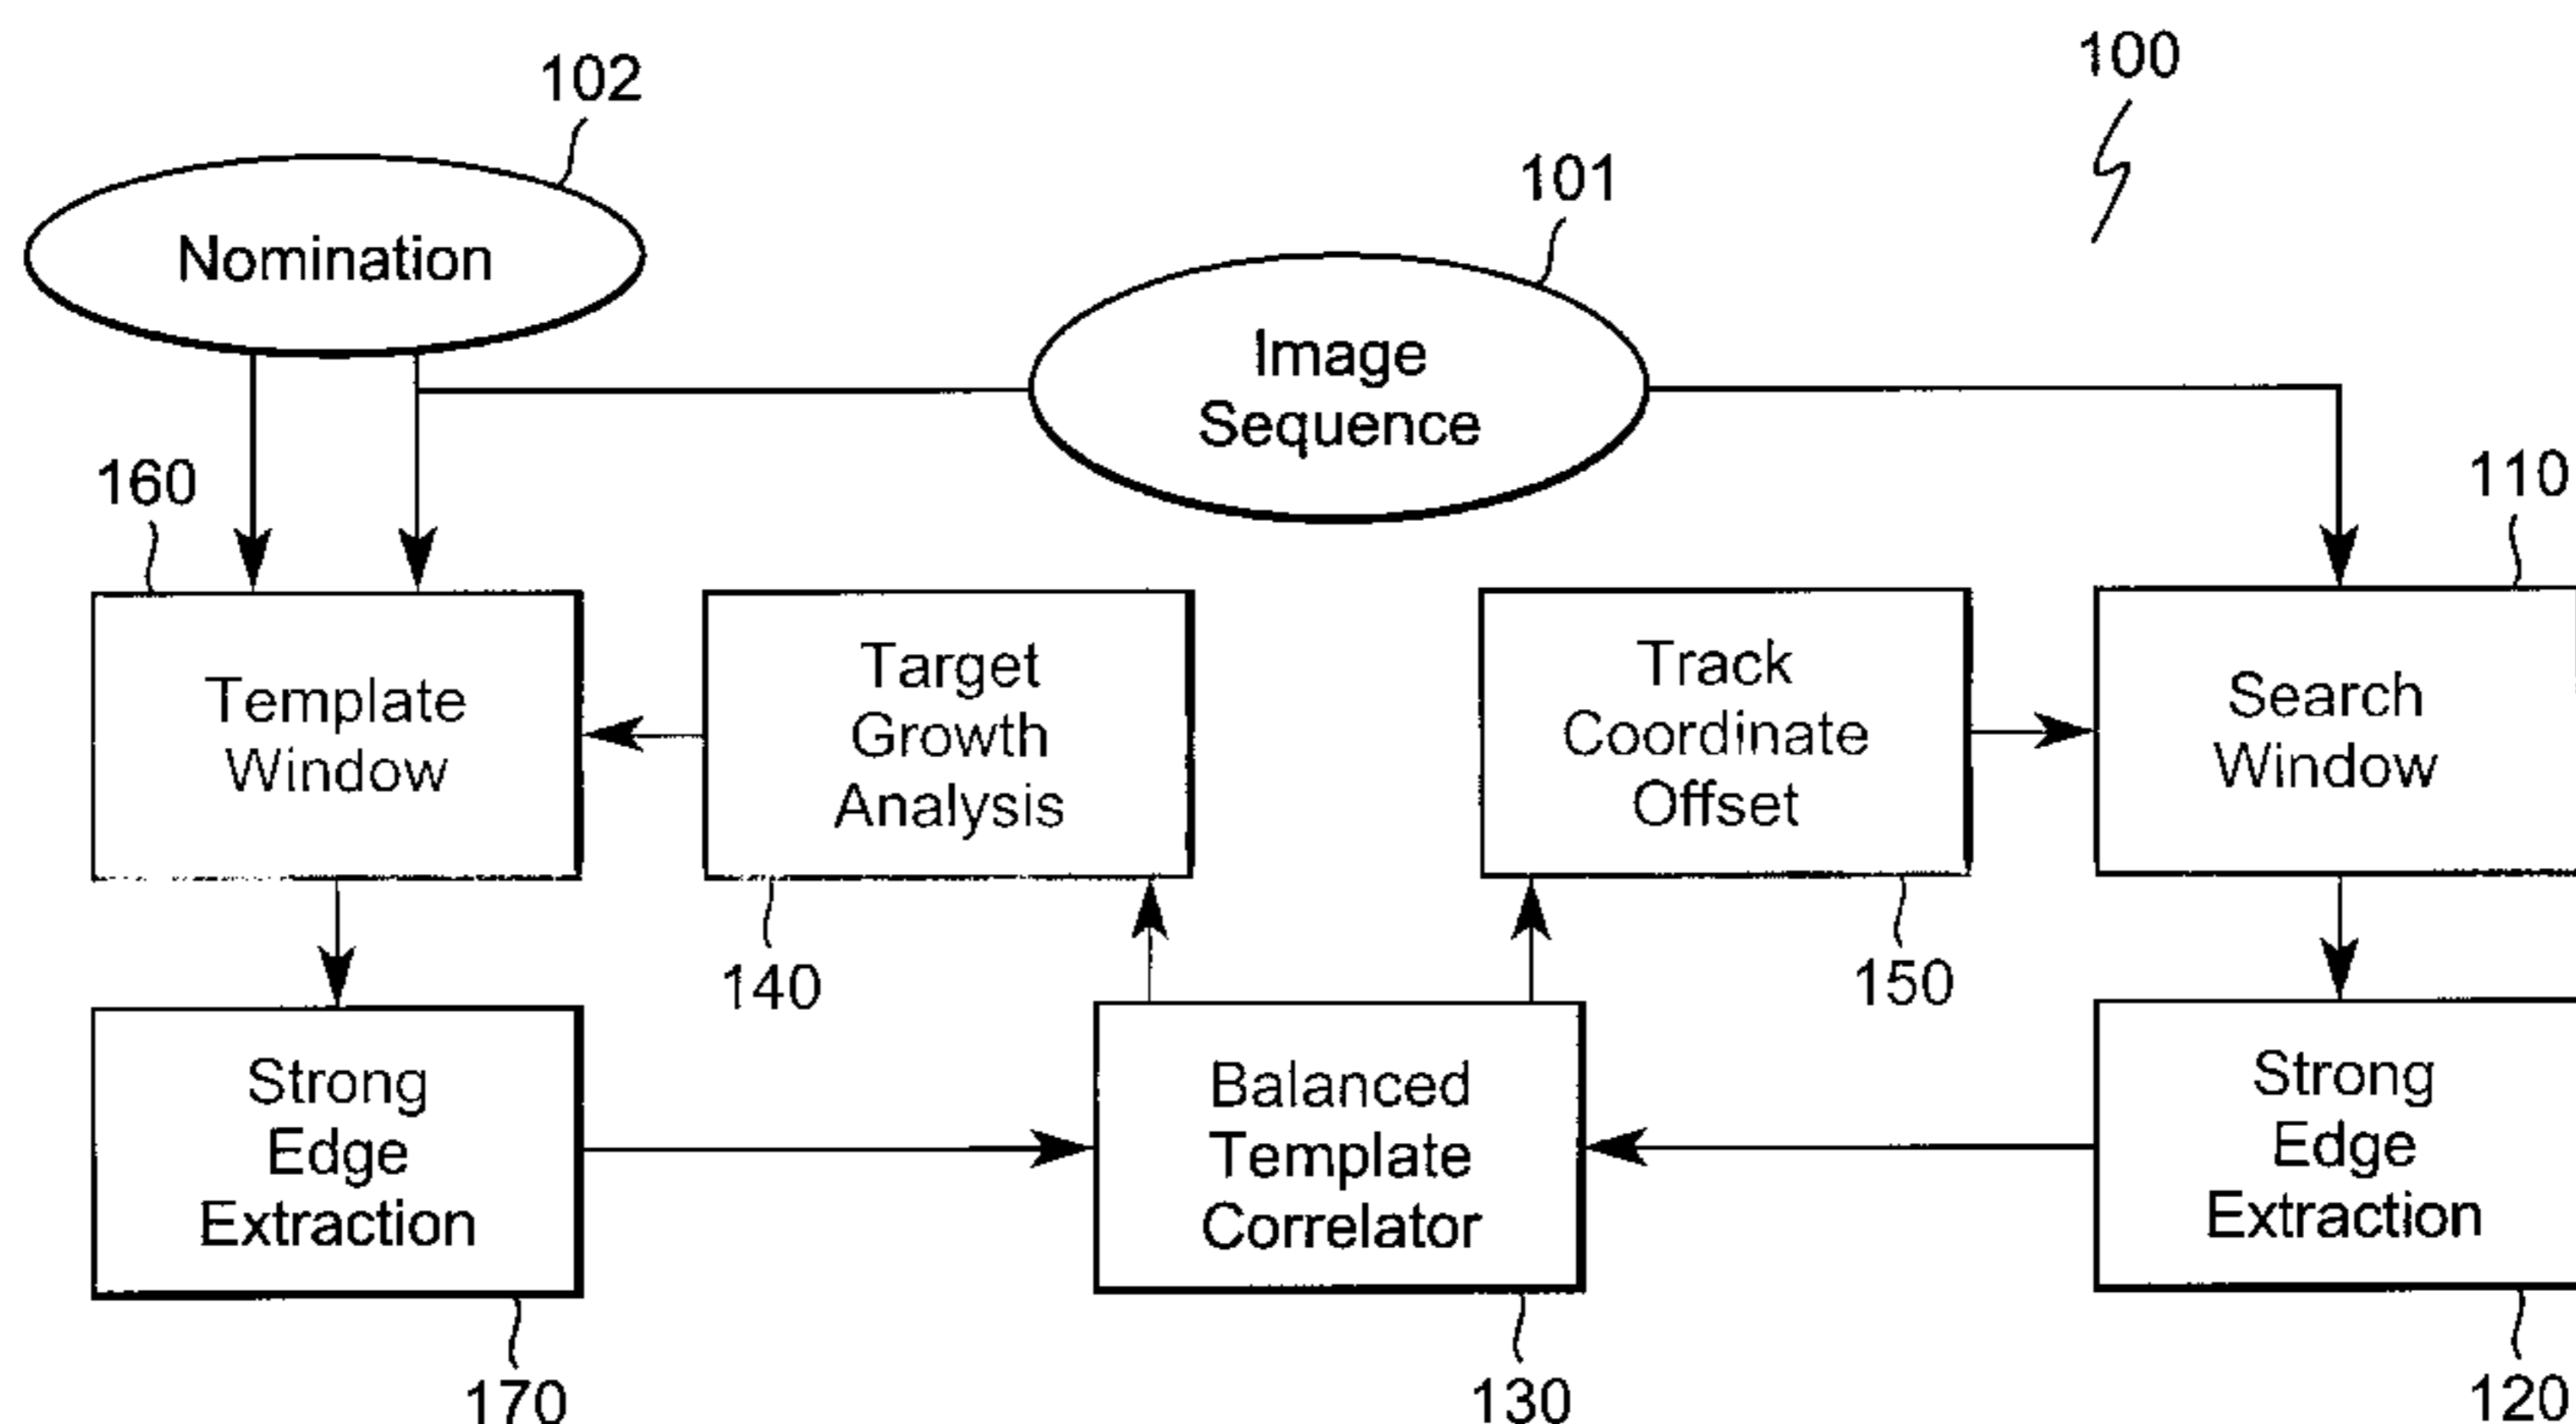 100
102
Nomination
101
Image
Sequence
160
110
Template
Window
Target
Growth
Analysis
Track
Coordinate
Offset
Search
Window
140
150
Strong
Edge
Extraction
Balanced
Template
Correlator
Strong
Edge
Extraction
170
130
120